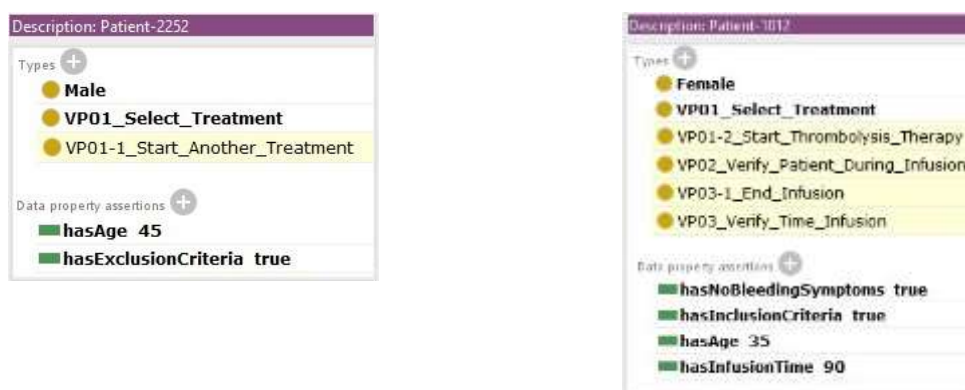 Description: Patient-2252
Types
Male
VP01_Select_Treatment
VP01-1_Start_Another_Treatment
Data property assertions
hasAge 45
hasExclusionCriteria true
Description: Patient-1012
Types
Female
VP01_Select_Treatment
VP01-2_Start_Thrombolysis_Therapy
VP02_Verify_Patient_During_Infusion
VP03-1_End_Infusion
VP03_Verify_Time_Infusion
Data property assertions
hasNoBleedingSymptoms true
hasInclusionCriteria true
hasAge 35
hasInfusionTime 90